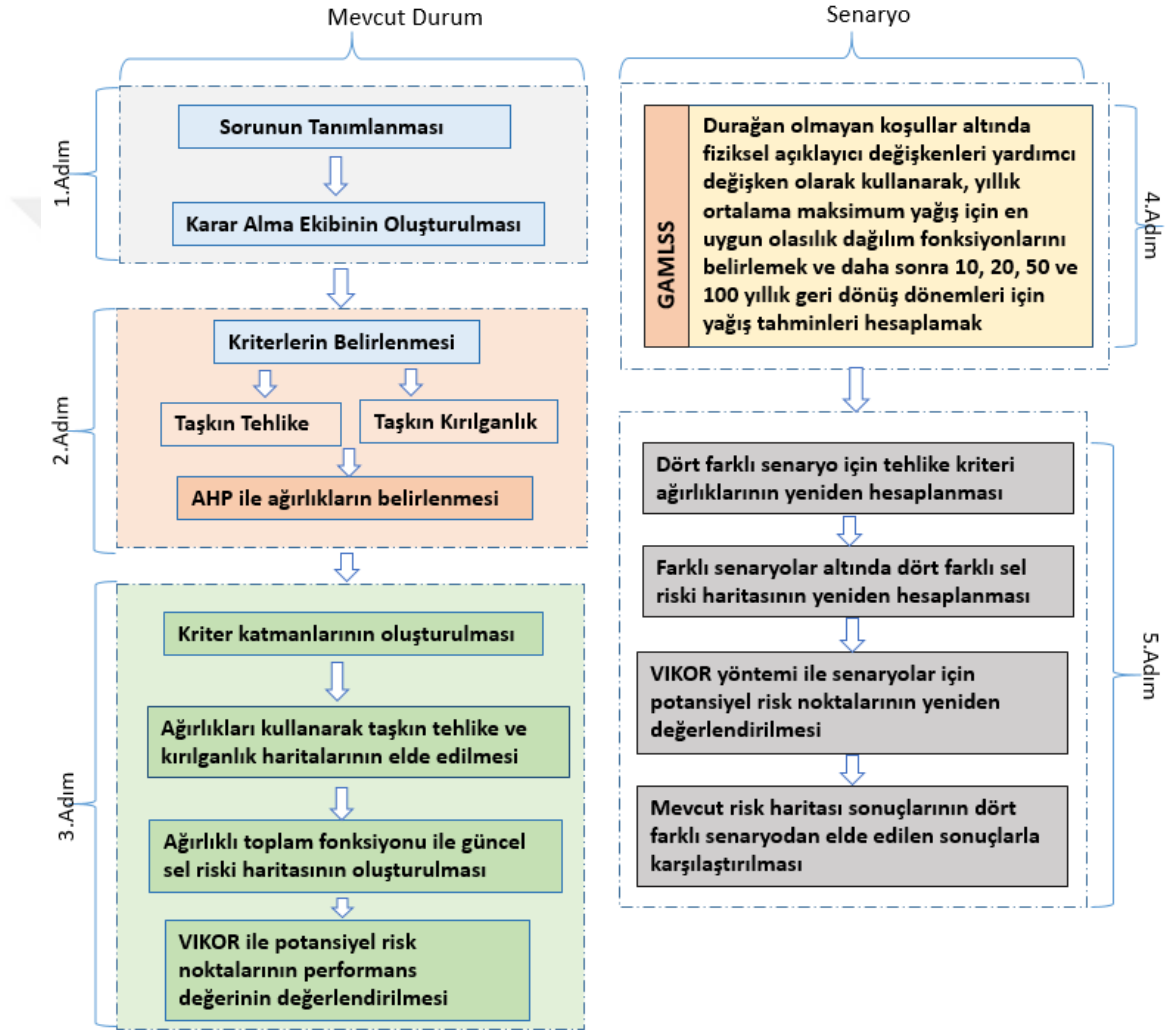 Mevcut Durum
1.Adım
Sorunun Tanımlanması
Karar Alma Ekibinin Oluşturulması
2.Adım
Kriterlerin Belirlenmesi
Taşkın Tehlike
Taşkın Kırılganlık
AHP ile ağırlıkların belirlenmesi
3.Adım
Kriter katmanlarının oluşturulması
Ağırlıkları kullanarak taşkın tehlike ve
kırılganlık haritalarının elde edilmesi
Ağırlıklı toplam fonksiyonu ile güncel
sel riski haritasının oluşturulması
VIKOR ile potansiyel risk
noktalarının performans
değerinin değerlendirilmesi
Senaryo
GAMLSS
Durağan olmayan koşullar altında
fiziksel açıklayıcı değişkenleri yardımcı
değişken olarak kullanarak, yıllık
ortalama maksimum yağış için en
uygun olasılık dağılım fonksiyonlarını
belirlemek ve daha sonra 10, 20, 50 ve
100 yıllık geri dönüş dönemleri için
yağış tahminleri hesaplamak
4.Adım
Dört farklı senaryo için tehlike kriteri
ağırlıklarının yeniden hesaplanması
Farklı senaryolar altında dört farklı sel
riski haritasının yeniden hesaplanması
VIKOR yöntemi ile senaryolar için
potansiyel risk noktalarının yeniden
değerlendirilmesi
Mevcut risk haritası sonuçlarının dört
farklı senaryodan elde edilen sonuçlarla
karşılaştırılması
5.Adım